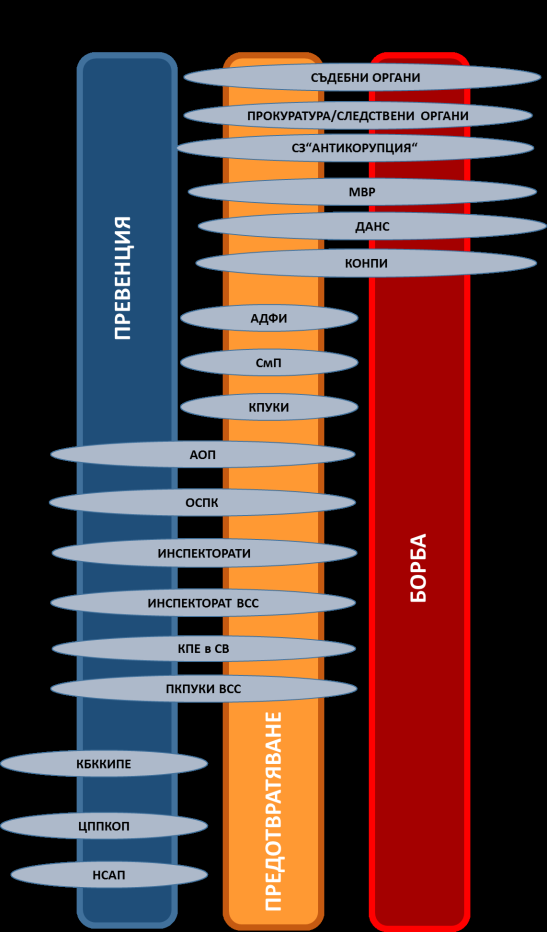 СЪДЕБНИ ОРГАНИ
ПРОКУРАТУРА/СЛЕДСТВЕНИ ОРГАНИ
СЗ“АНТИКОРУПЦИЯ“
МВР
ДАНС
КОНПИ
ПРЕВЕНЦИЯ
АДФИ
СмП
КПУКИ
АОП
ОСПК
ИНСПЕКТОРАТИ
БОРБА
ИНСПЕКТОРАТ ВСС
КПЕ в СВ
ПКПУКИ ВСС
ПРЕДОТВРАТЯВАНЕ
КБККИПЕ
ЦППКОП
НСАП